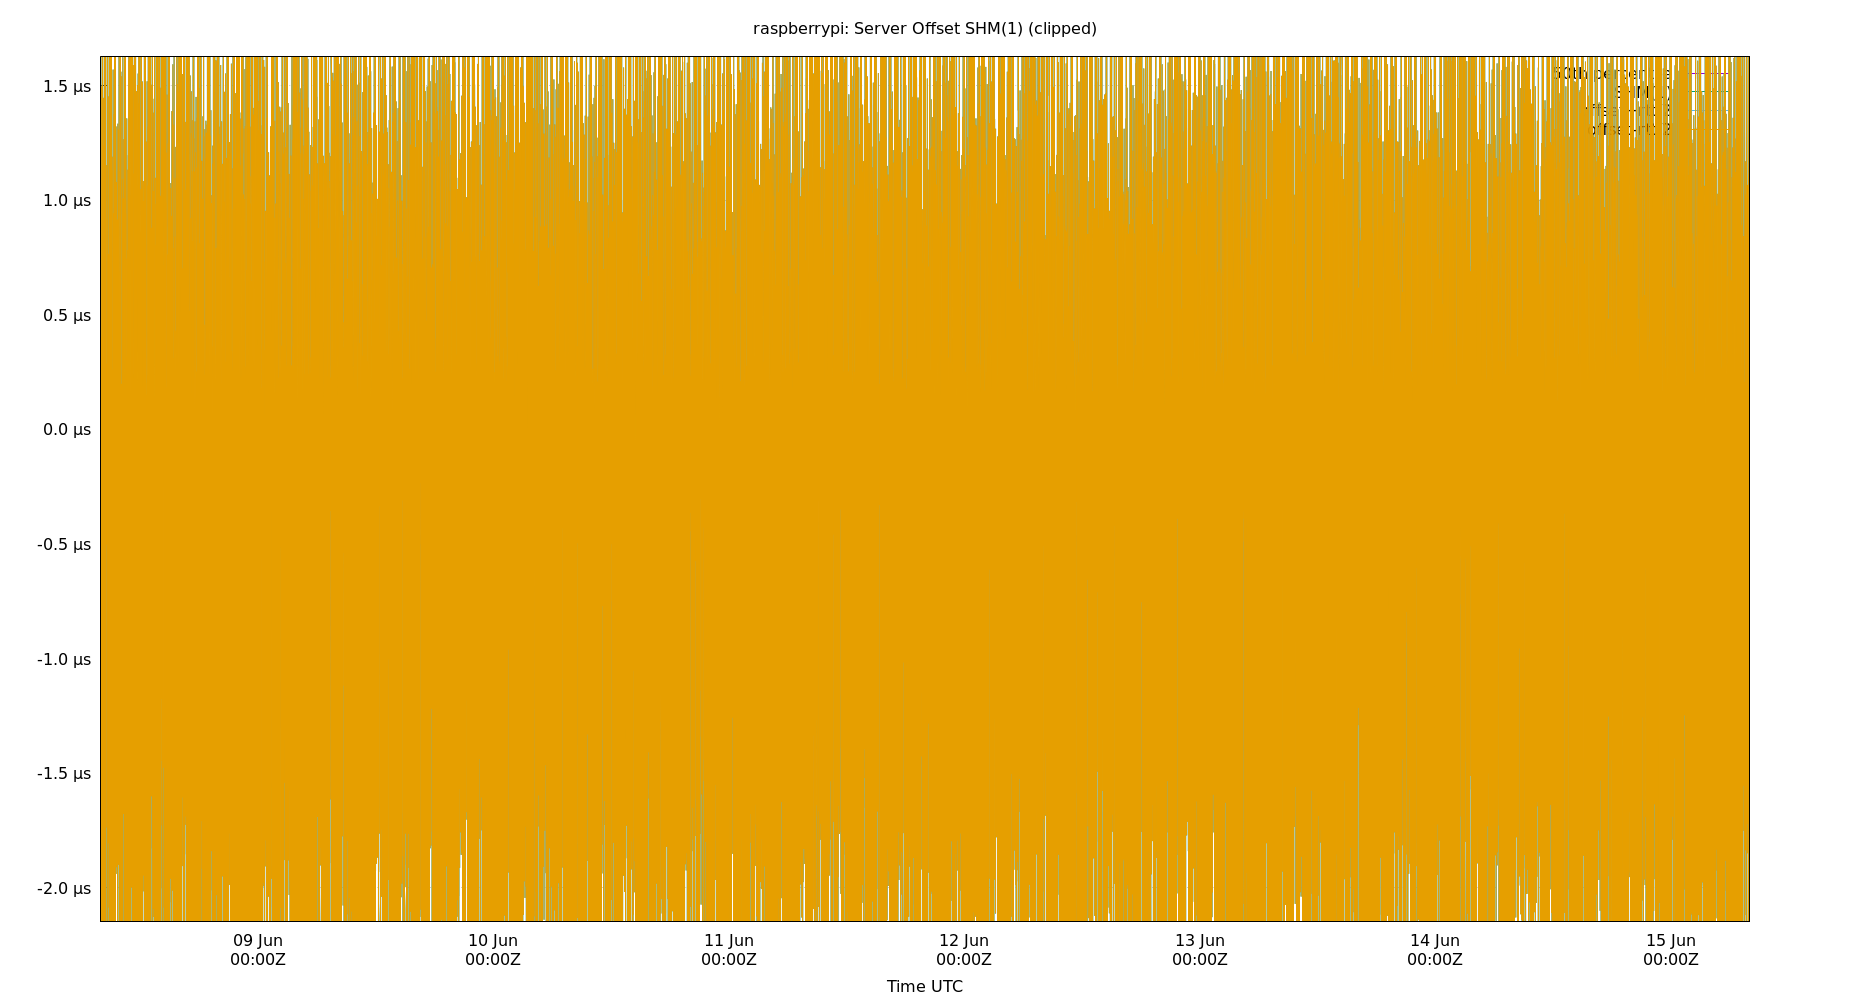 raspberrypi: Server Offset SHM(1) (clipped)
1.5 µs
1.0 µs
0.5 µs
0.0 µs
-0.5 µs
-1.0 µs
-1.5 µs
-2.0 µs
09 Jun
00:00Z
10 Jun
00:00Z
11 Jun
00:00Z
12 Jun
00:00Z
13 Jun
00:00Z
14 Jun
00:00Z
15 Jun
00:00Z
Time UTC